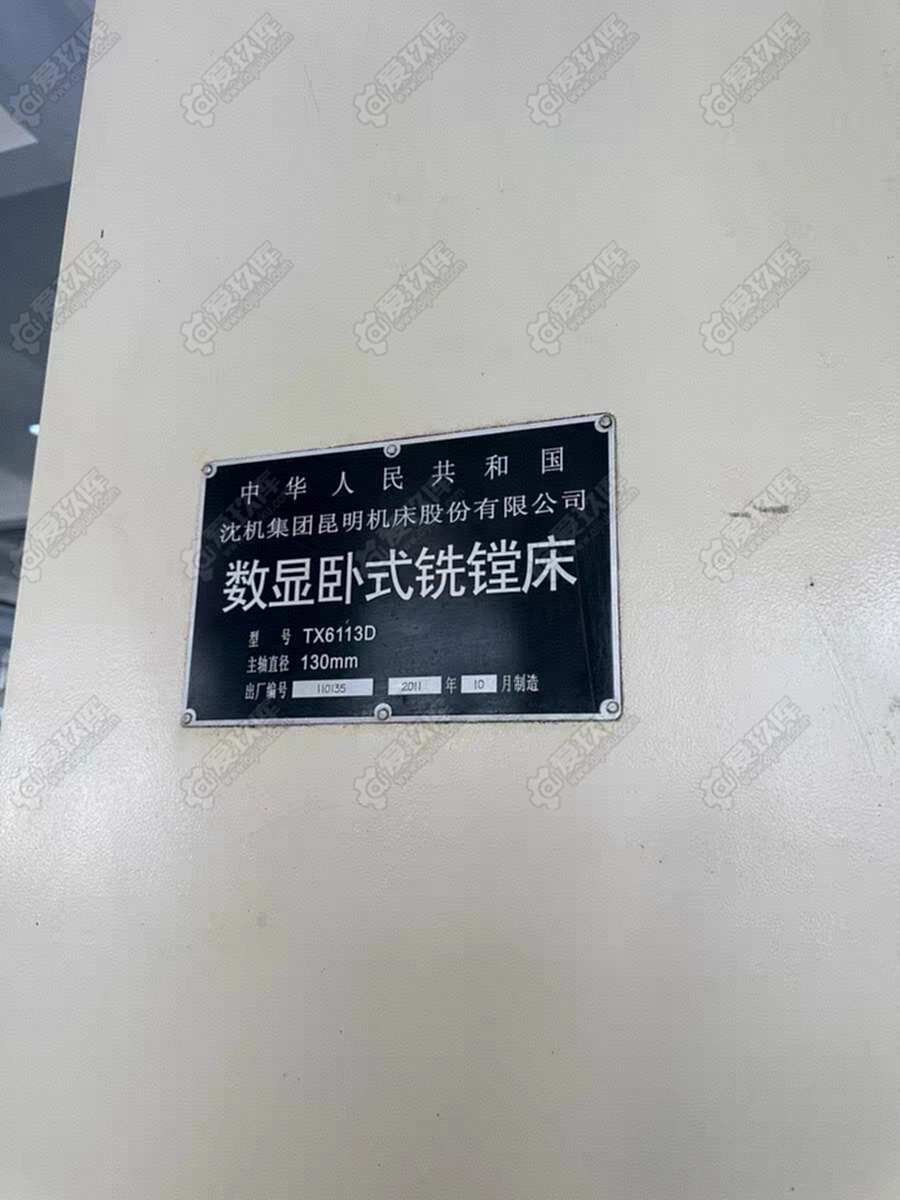 中华人民共和国
沈机集团昆明机床股份有限公司
数显卧式铣镗床
型号 TX6113D
主轴直径 130mm
出厂编号 110135 2011 年 10 月制造